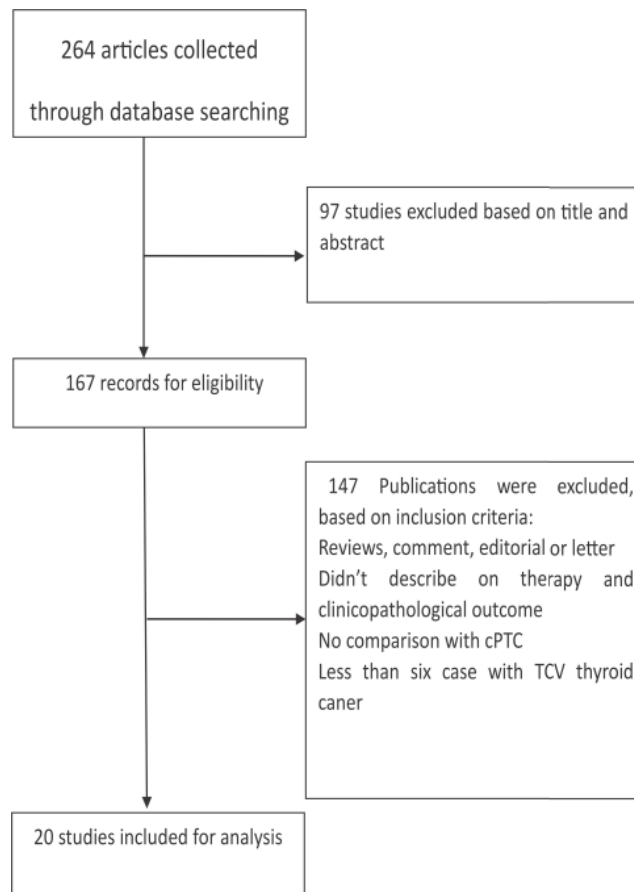 264 articles collected
through database searching
97 studies excluded based on title and
abstract
167 records for eligibility
147 Publications were excluded,
based on inclusion criteria:
Reviews, comment, editorial or letter
Didn’t describe on therapy and
clinicopathological outcome
No comparison with cPTC
Less than six case with TCV thyroid
caner
20 studies included for analysis